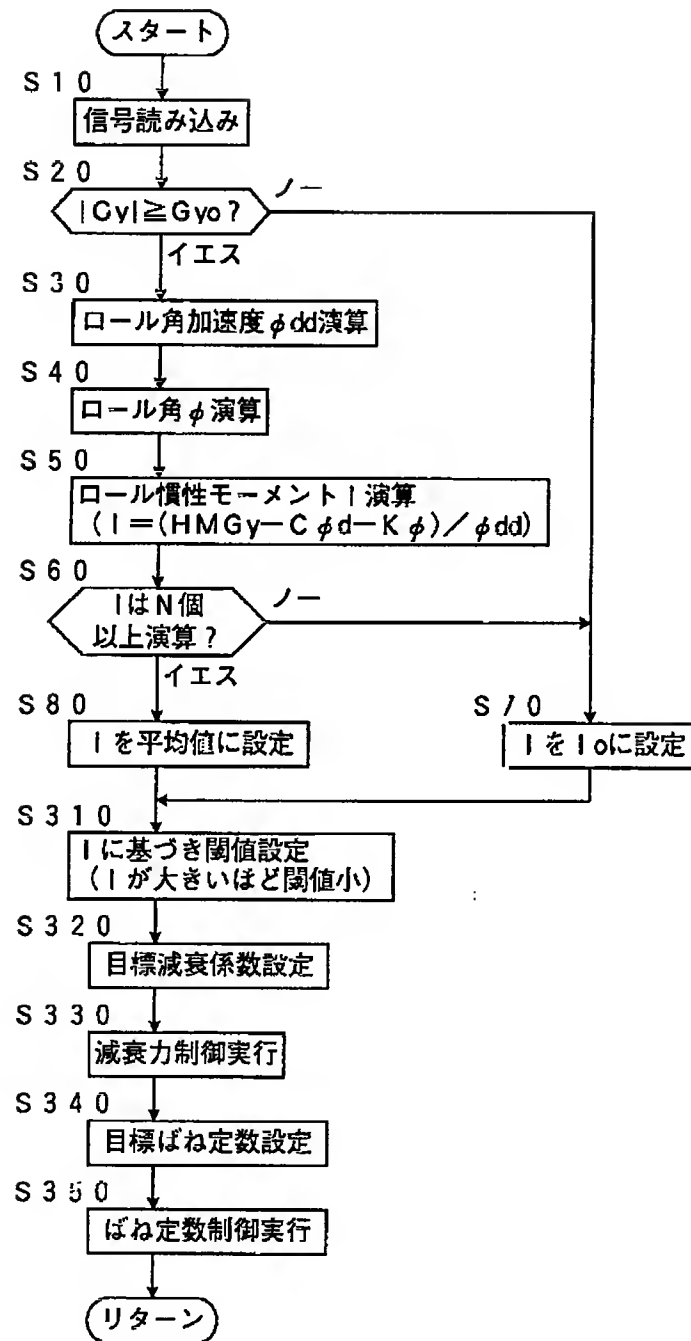 スタート
S10
信号読み込み
S20
|Gy|≧Gyo?
ノー
イエス
S30
ロール角加速度φdd演算
S40
ロール角φ演算
S50
ロール慣性モーメントI演算
(I=(HMGy-Cφd-Kφ)/φdd)
S60
IはN個
以上演算?
ノー
イエス
S80
Iを平均値に設定
S70
IをIoに設定
S310
Iに基づき閾値設定
(Iが大きいほど閾値小)
S320
目標減衰係数設定
S330
減衰力制御実行
S340
目標ばね定数設定
S350
ばね定数制御実行
リターン